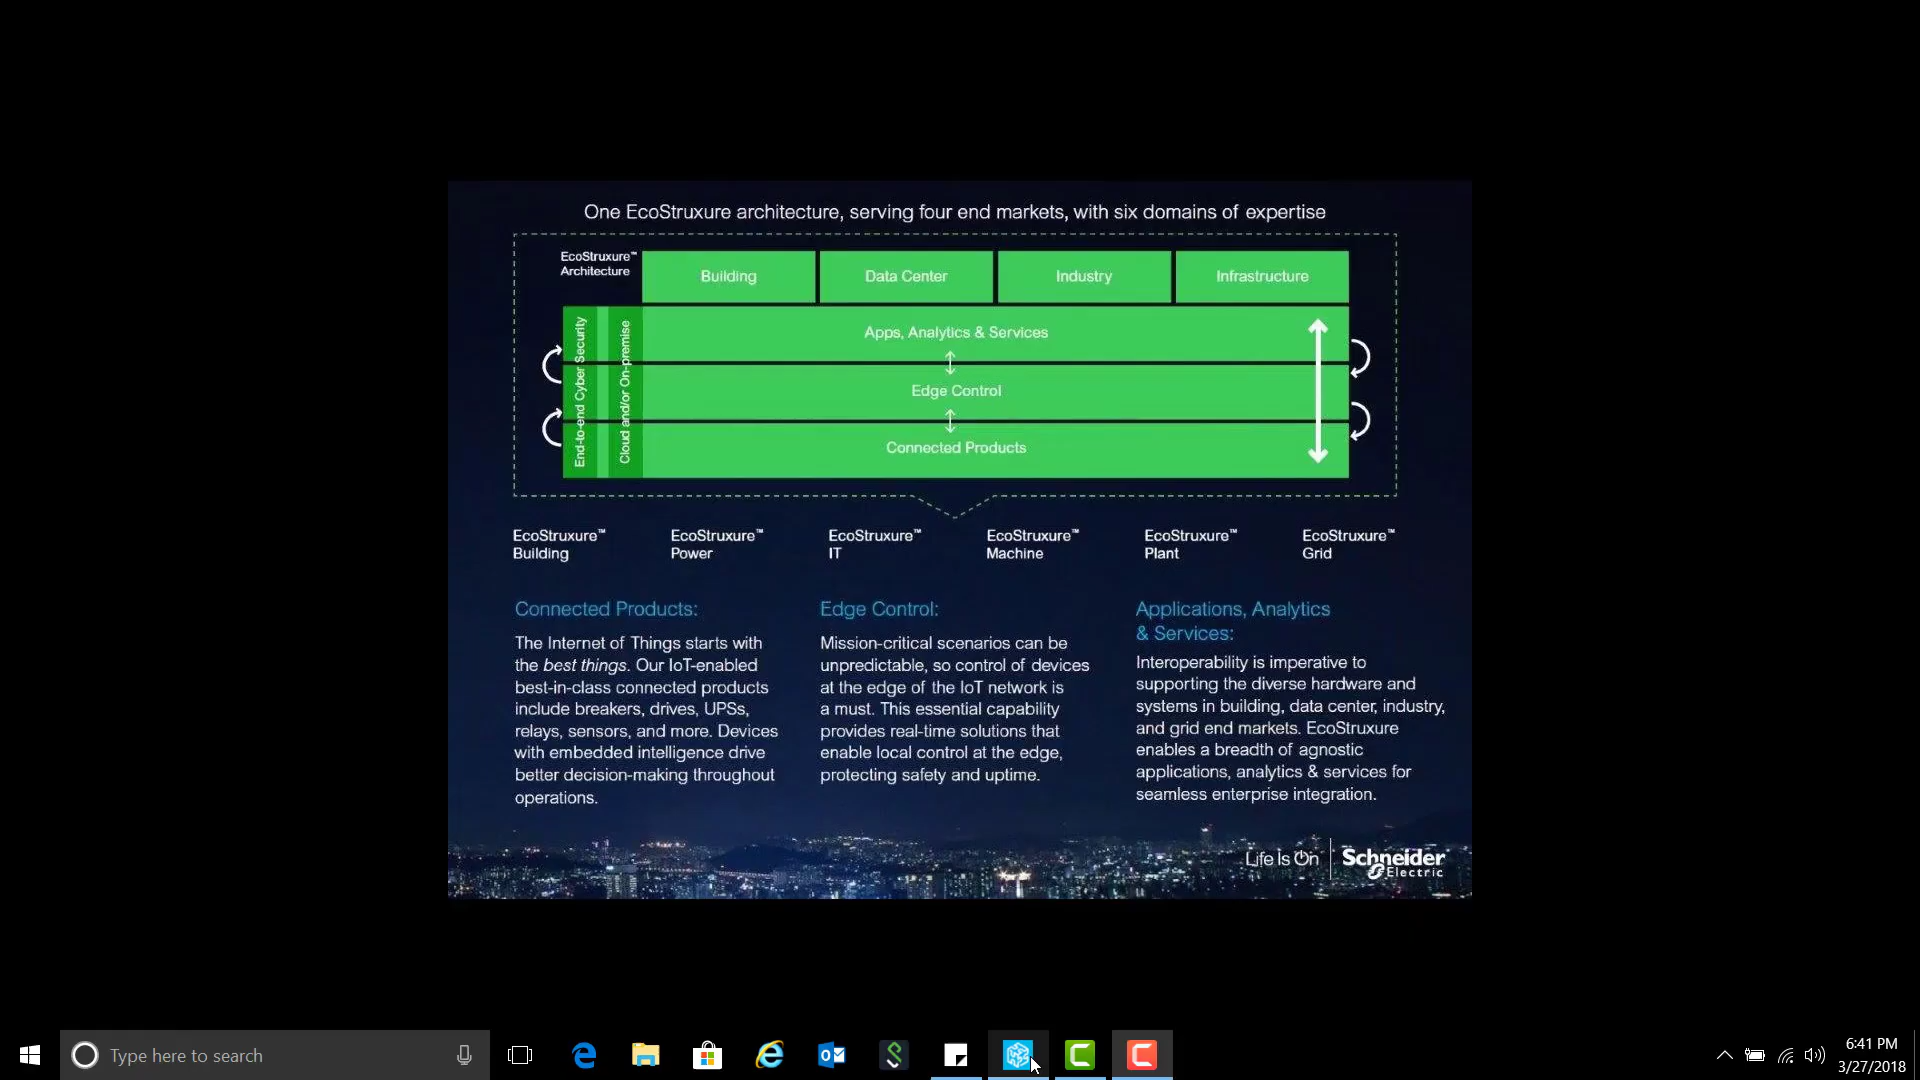 One EcoStruxure architecture, serving four end markets, with six domains of expertise
EcoStruxure™
Architecture
Building
Data Center
Industry
Infrastructure
End-to-end Cyber Security
Cloud and/or On-premise
Apps, Analytics & Services
Edge Control
Connected Products
EcoStruxure™
Building
EcoStruxure™
Power
EcoStruxure™
IT
EcoStruxure™
Machine
EcoStruxure™
Plant
EcoStruxure™
Grid
Connected Products:
The Internet of Things starts with
the best things. Our IoT-enabled
best-in-class connected products
include breakers, drives, UPSs,
relays, sensors, and more. Devices
with embedded intelligence drive
better decision-making throughout
operations.
Edge Control:
Mission-critical scenarios can be
unpredictable, so control of devices
at the edge of the IoT network is
a must. This essential capability
provides real-time solutions that
enable local control at the edge,
protecting safety and uptime.
Applications, Analytics
& Services:
Interoperability is imperative to
supporting the diverse hardware and
systems in building, data center, industry,
and grid end markets. EcoStruxure
enables a breadth of agnostic
applications, analytics & services for
seamless enterprise integration.
Life Is On
Schneider
Electric
Type here to search
6:41 PM
3/27/2018